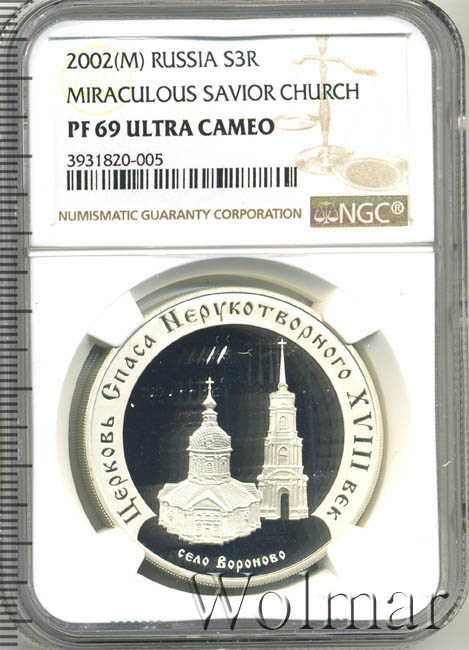 2002(M) RUSSIA S3R
MIRACULOUS SAVIOR CHURCH
PF 69 ULTRA CAMEO
3931820-005
NUMISMATIC GUARANTY CORPORATION
NGC®
Церковь Спаса Нерукотворного XVIII век
село Вороново
Wolmar